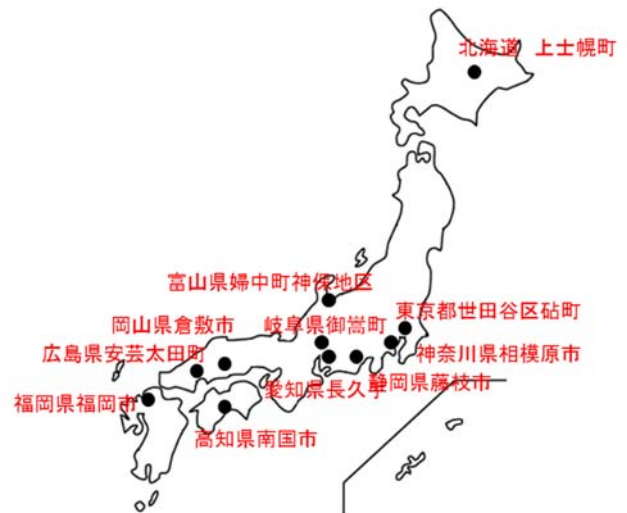 北海道 上士幌町
富山県婦中町神保地区
東京都世田谷区砧町
岡山県倉敷市
岐阜県御嵩町
広島県安芸太田町
神奈川県相模原市
静岡県藤枝市
愛知県長久手
福岡県福岡市
高知県南国市